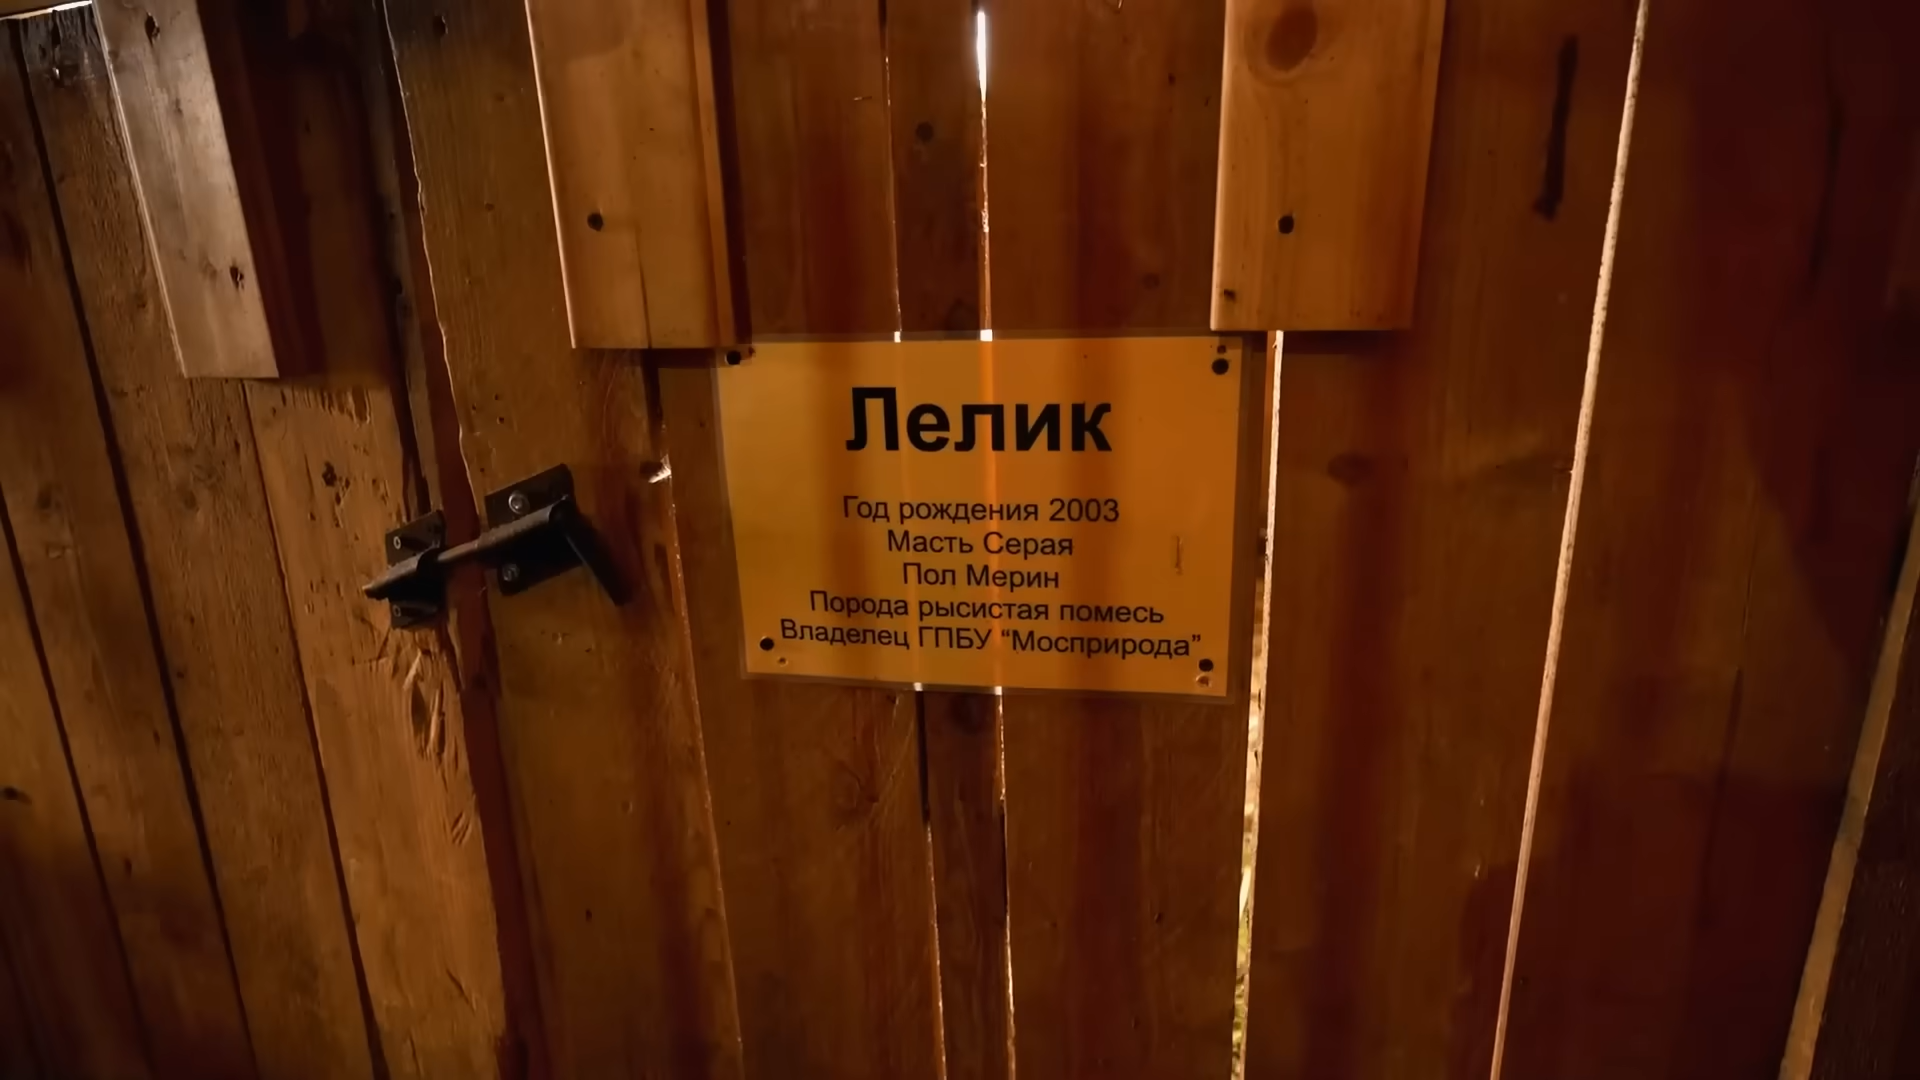 Лелик
Год рождения 2003
Масть Серая
Пол Мерин
Порода рысистая помесь
Владелец ГПБУ “Мосприрода”